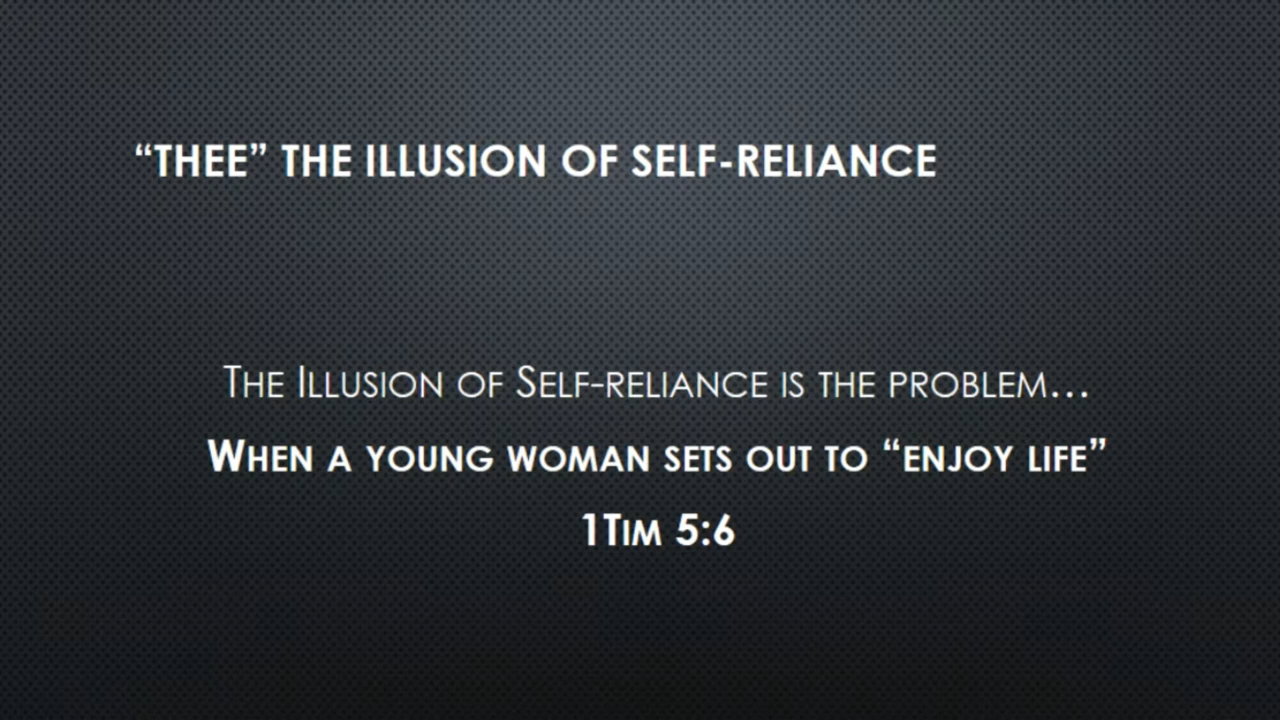 “THEE” THE ILLUSION OF SELF-RELIANCE
The Illusion of Self-reliance is the problem…
When a young woman sets out to “enjoy life”
1Tim 5:6